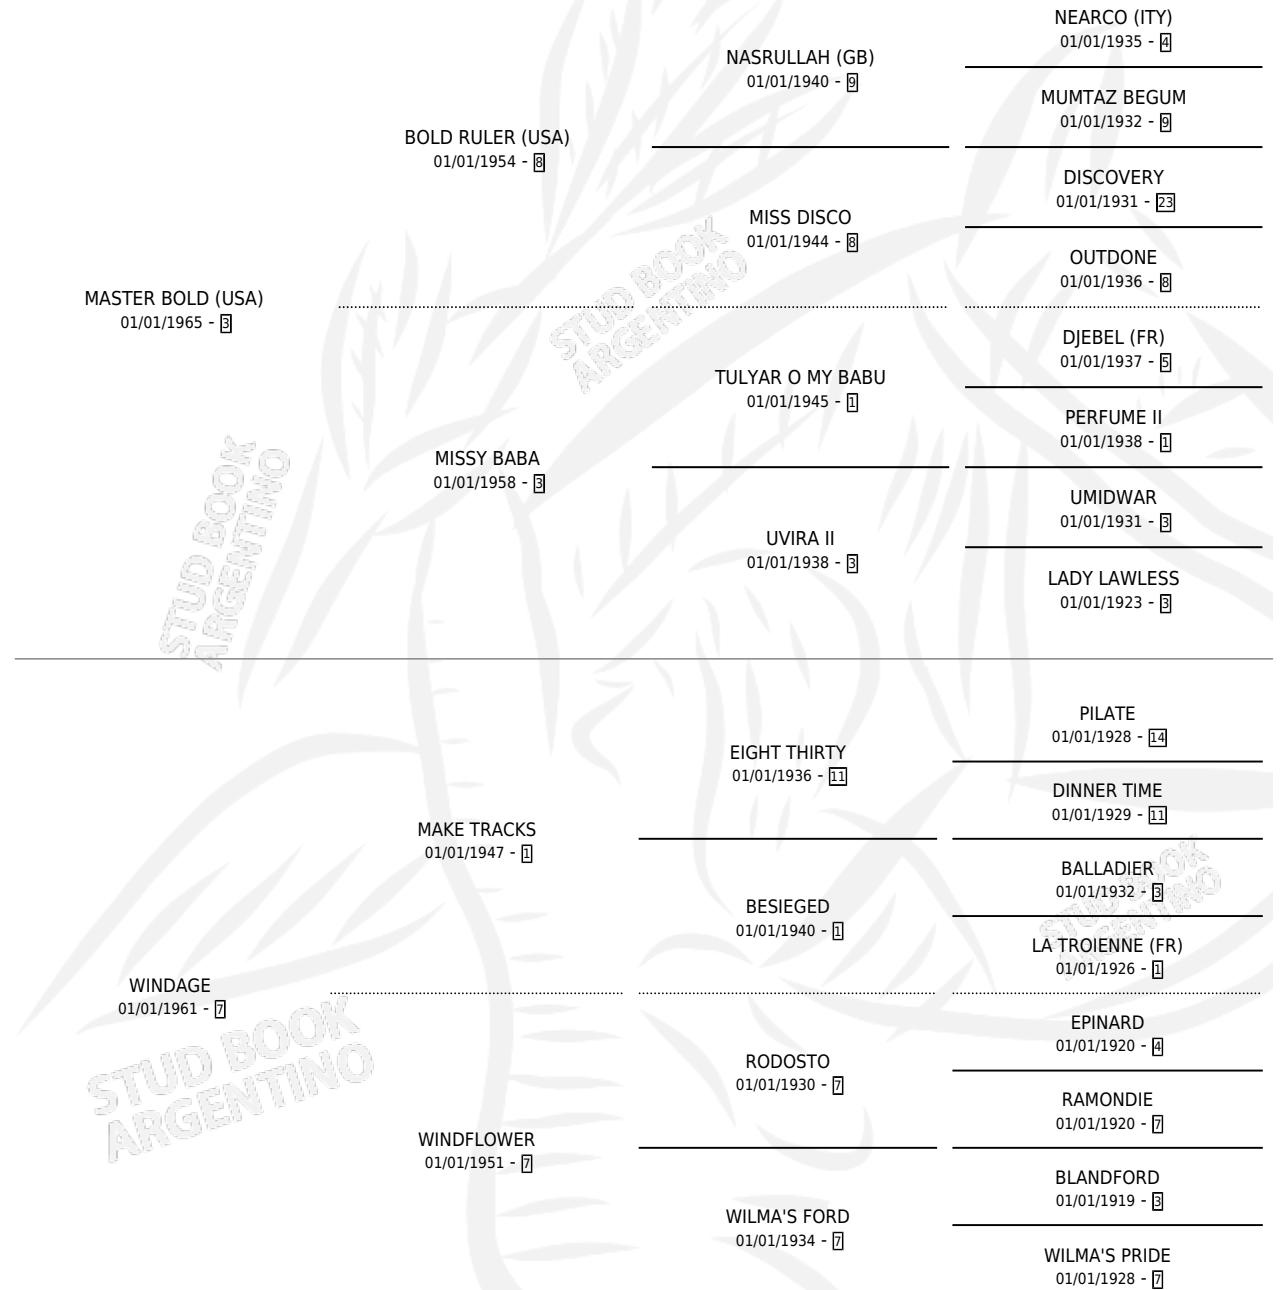 NEARCO (ITY)
01/01/1935 - 4
NASRULLAH (GB)
01/01/1940 - 9
MUMTAZ BEGUM
01/01/1932 - 9
BOLD RULER (USA)
01/01/1954 - 8
DISCOVERY
01/01/1931 - 23
MISS DISCO
01/01/1944 - 8
OUTDONE
01/01/1936 - 8
MASTER BOLD (USA)
01/01/1965 - 3
DJEBEL (FR)
01/01/1937 - 5
TULYAR O MY BABU
01/01/1945 - 1
PERFUME II
01/01/1938 - 1
MISSY BABA
01/01/1958 - 3
UMIDWAR
01/01/1931 - 3
UVIRA II
01/01/1938 - 3
LADY LAWLESS
01/01/1923 - 3
STUD BOOK
ARGENTINO
STUD BOOK
ARGENTINO
PILATE
01/01/1928 - 14
EIGHT THIRTY
01/01/1936 - 11
DINNER TIME
01/01/1929 - 11
MAKE TRACKS
01/01/1947 - 1
BALLADIER
01/01/1932 - 3
BESIEGED
01/01/1940 - 1
LA TROIENNE (FR)
01/01/1926 - 1
WINDAGE
01/01/1961 - 7
EPINARD
01/01/1920 - 4
RODOSTO
01/01/1930 - 7
RAMONDIE
01/01/1920 - 7
WINDFLOWER
01/01/1951 - 7
BLANDFORD
01/01/1919 - 3
WILMA'S FORD
01/01/1934 - 7
WILMA'S PRIDE
01/01/1928 - 7
STUD BOOK
ARGENTINO
STUD BOOK
ARGENTINO